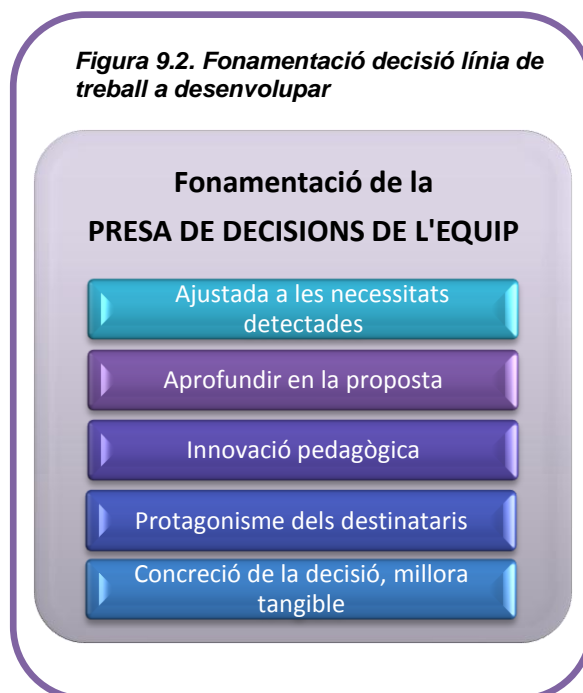 Figura 9.2. Fonamentació decisió línia de
treball a desenvolupar
Fonamentació de la
PRESA DE DECISIONS DE L'EQUIP
Ajustada a les necessitats
detectades
Aprofundir en la proposta
Innovació pedagògica
Protagonisme dels destinataris
Concreció de la decisió, millora
tangible